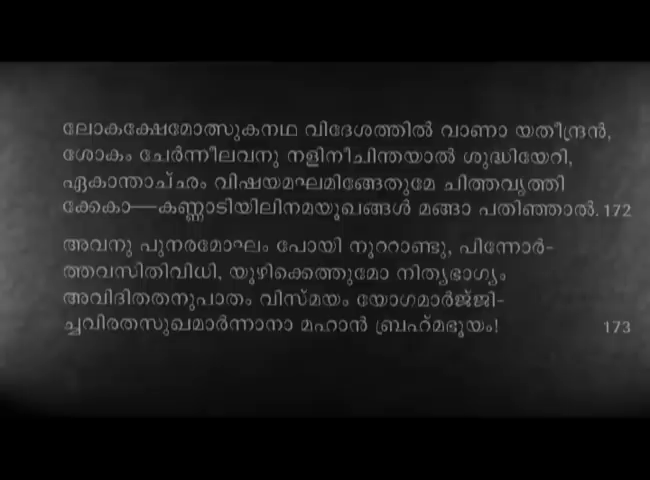 ലോകക്ഷേമോത്സുകനഥ വിദേശത്തിൽ വാണാ യതീന്ദ്രൻ,
ശോകം ചേർന്നീലവനു നളിനീചിന്തയാൽ ശുദ്ധിയേറി,
ഏകാന്താച്ഛം വിഷയമഘമിങ്ങേതുമേ ചിത്തവൃത്തി
ക്കേകാ—കണ്ണാടിയിലിനമയൂഖങ്ങൾ മങ്ങാ പതിഞ്ഞാൽ. 172
അവനു പുനരമോഘം പോയി നൂററാണ്ടു, പിന്നോർ-
ത്തവസിതിവിധി, യൂഴിക്കെത്തുമോ നിത്യഭാഗ്യം
അവിദിതതനുപാതം വിസ്മയം യോഗമാർജ്ജി-
ച്ചവിരതസുഖമാർന്നാനാ മഹാൻ ബ്രഹ്മഭൂയം! 173